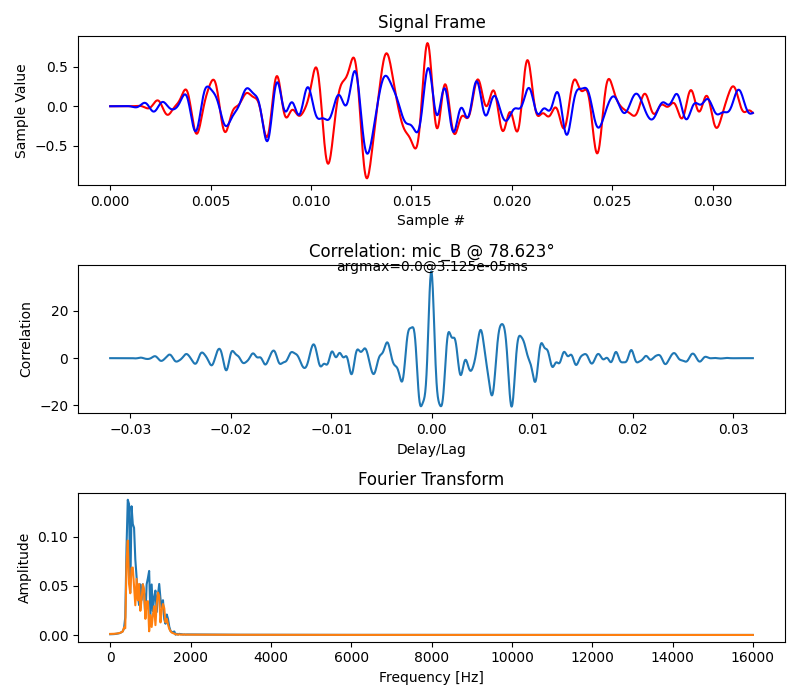 Signal Frame
Sample Value
0.5
0.0
−0.5
0.000 0.005 0.010 0.015 0.020 0.025 0.030
Sample #
Correlation: mic_B @ 78.623°
argmax=0.0@3.125e-05ms
Correlation
20
0
−20
−0.03 −0.02 −0.01 0.00 0.01 0.02 0.03
Delay/Lag
Fourier Transform
Amplitude
0.10
0.05
0.00
0 2000 4000 6000 8000 10000 12000 14000 16000
Frequency [Hz]